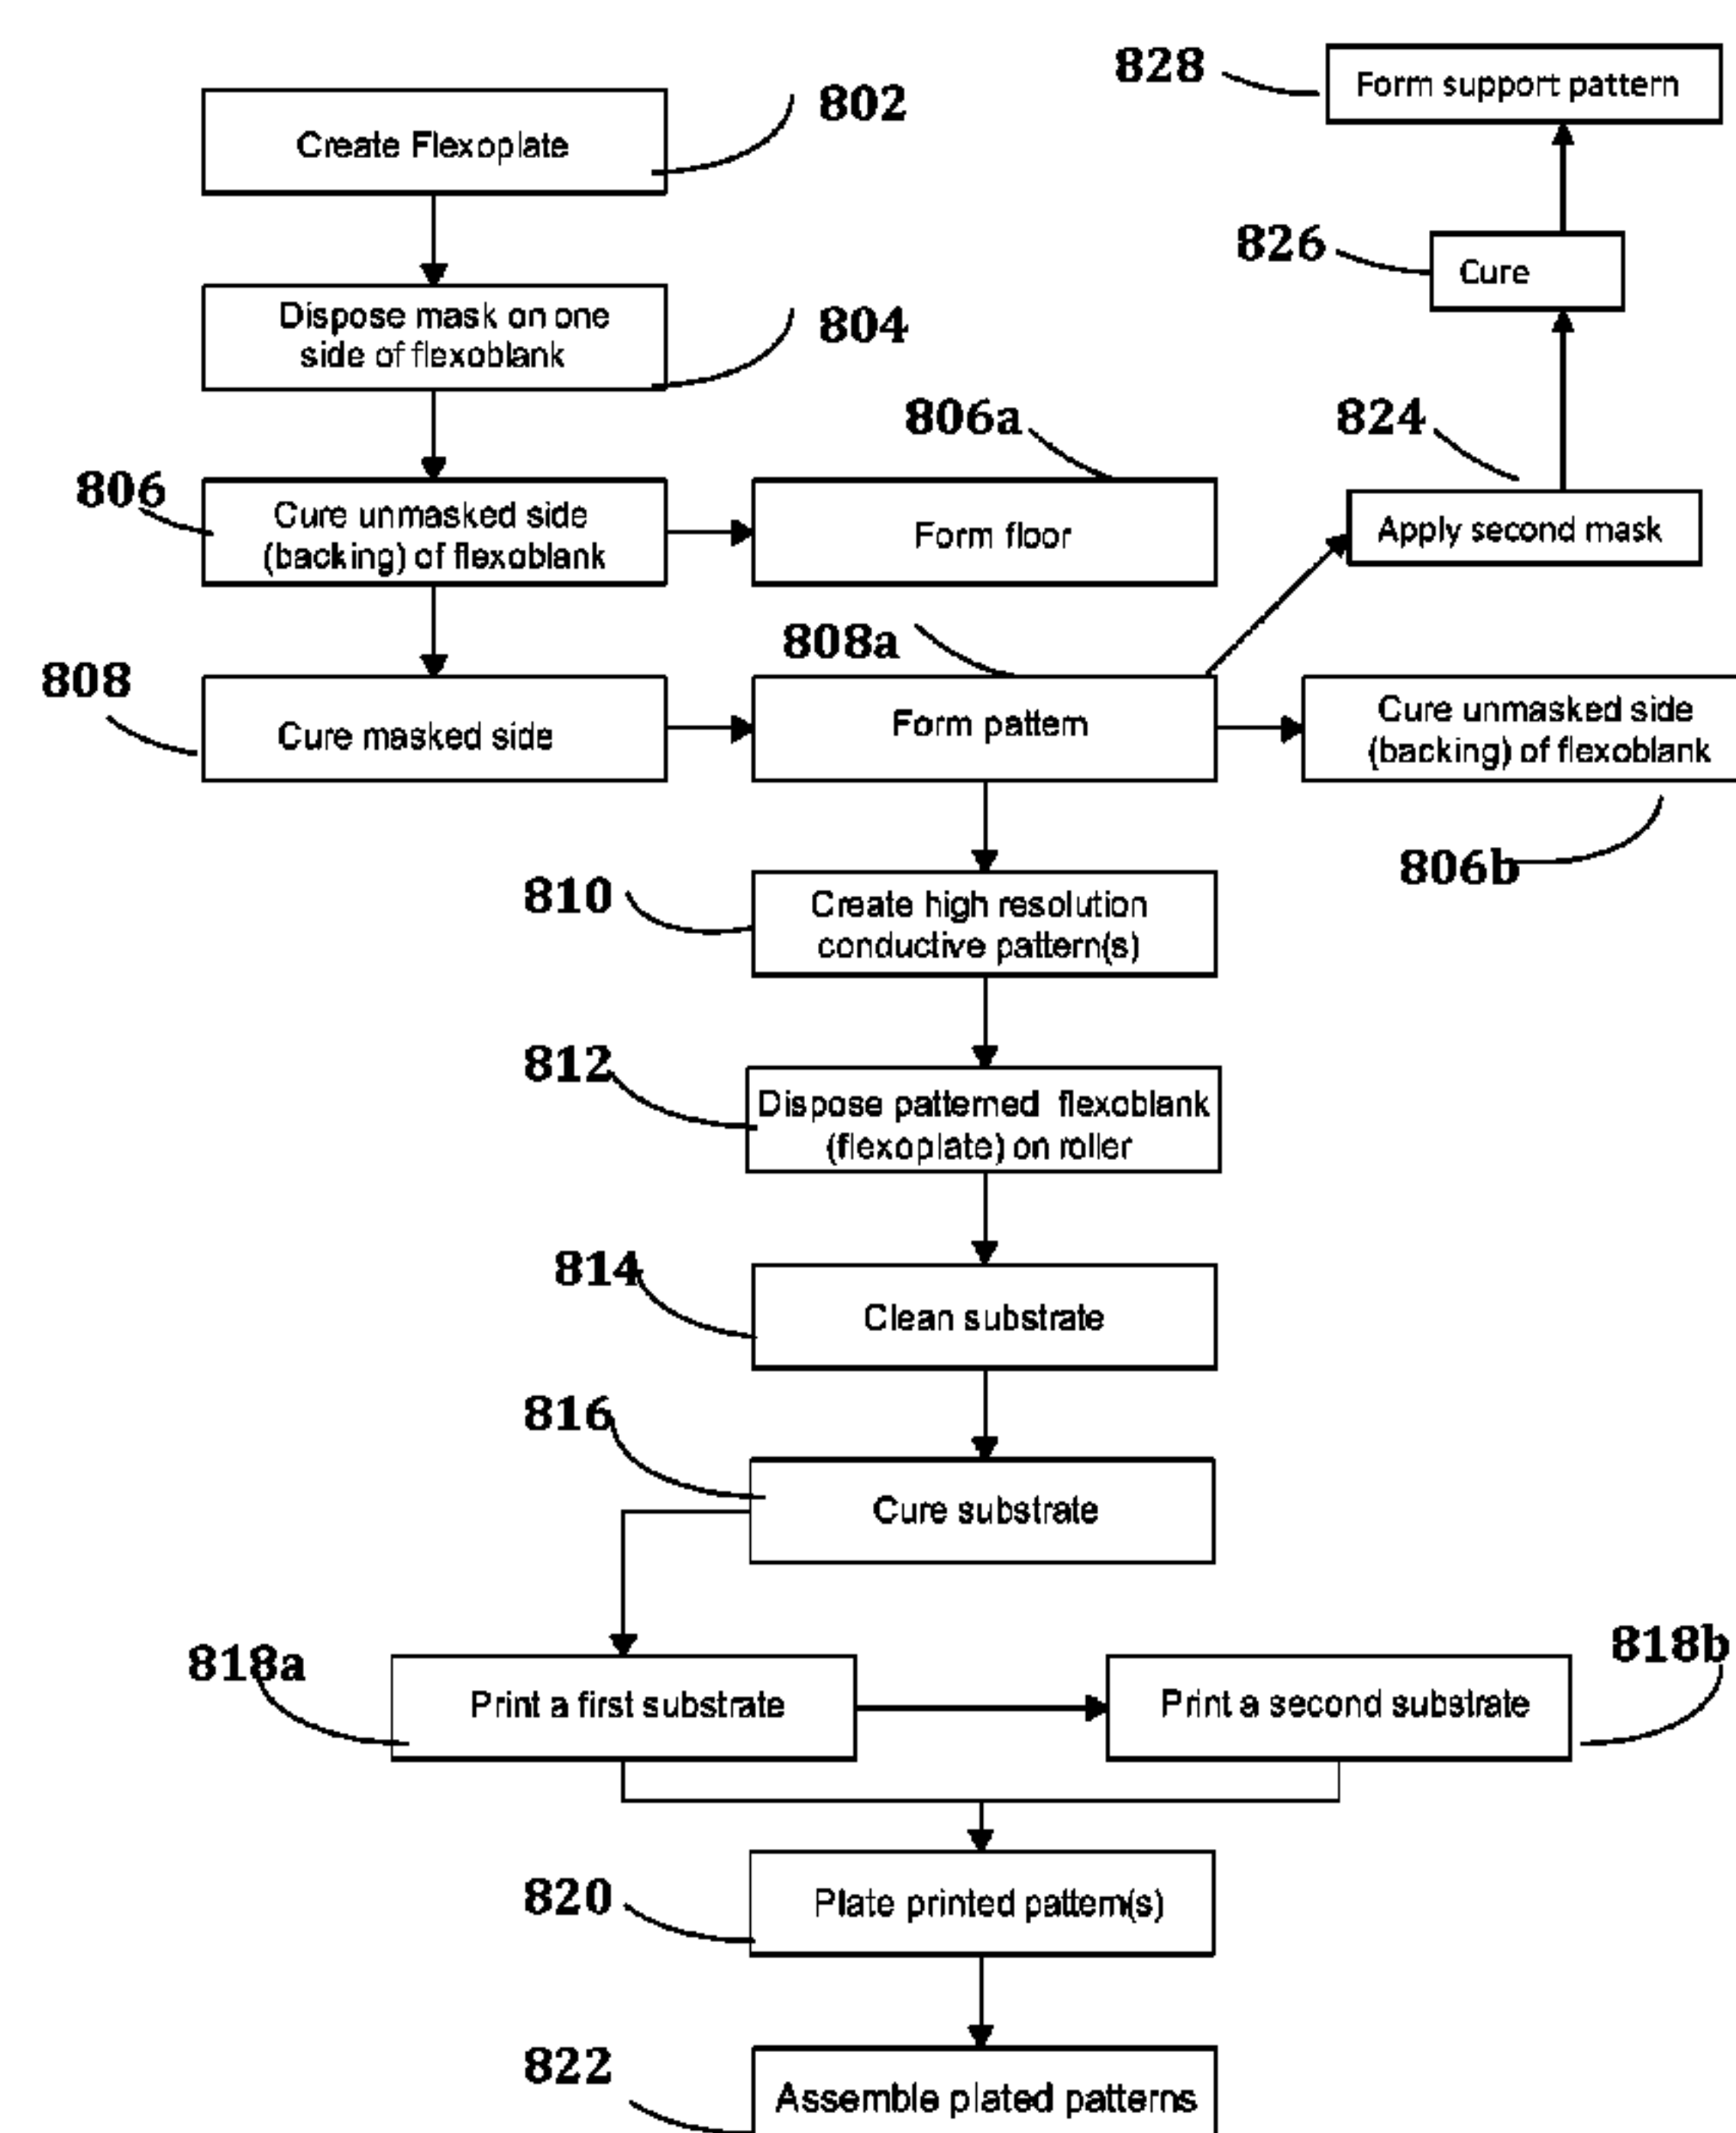 828
Form support pattern
802
Create Flexoplate
826
Cure
804
Dispose mask on one
side of flexoblank
806a
824
806
Cure unmasked side
(backing) of flexoblank
Form floor
Apply second mask
808a
808
Cure masked side
Form pattern
Cure unmasked side
(backing) of flexoblank
806b
810
Create high resolution
conductive pattern(s)
812
Dispose patterned flexoblank
(flexoplate) on roller
814
Clean substrate
816
Cure substrate
818a
Print a first substrate
Print a second substrate
818b
820
Plate printed pattern(s)
822
Assemble plated patterns